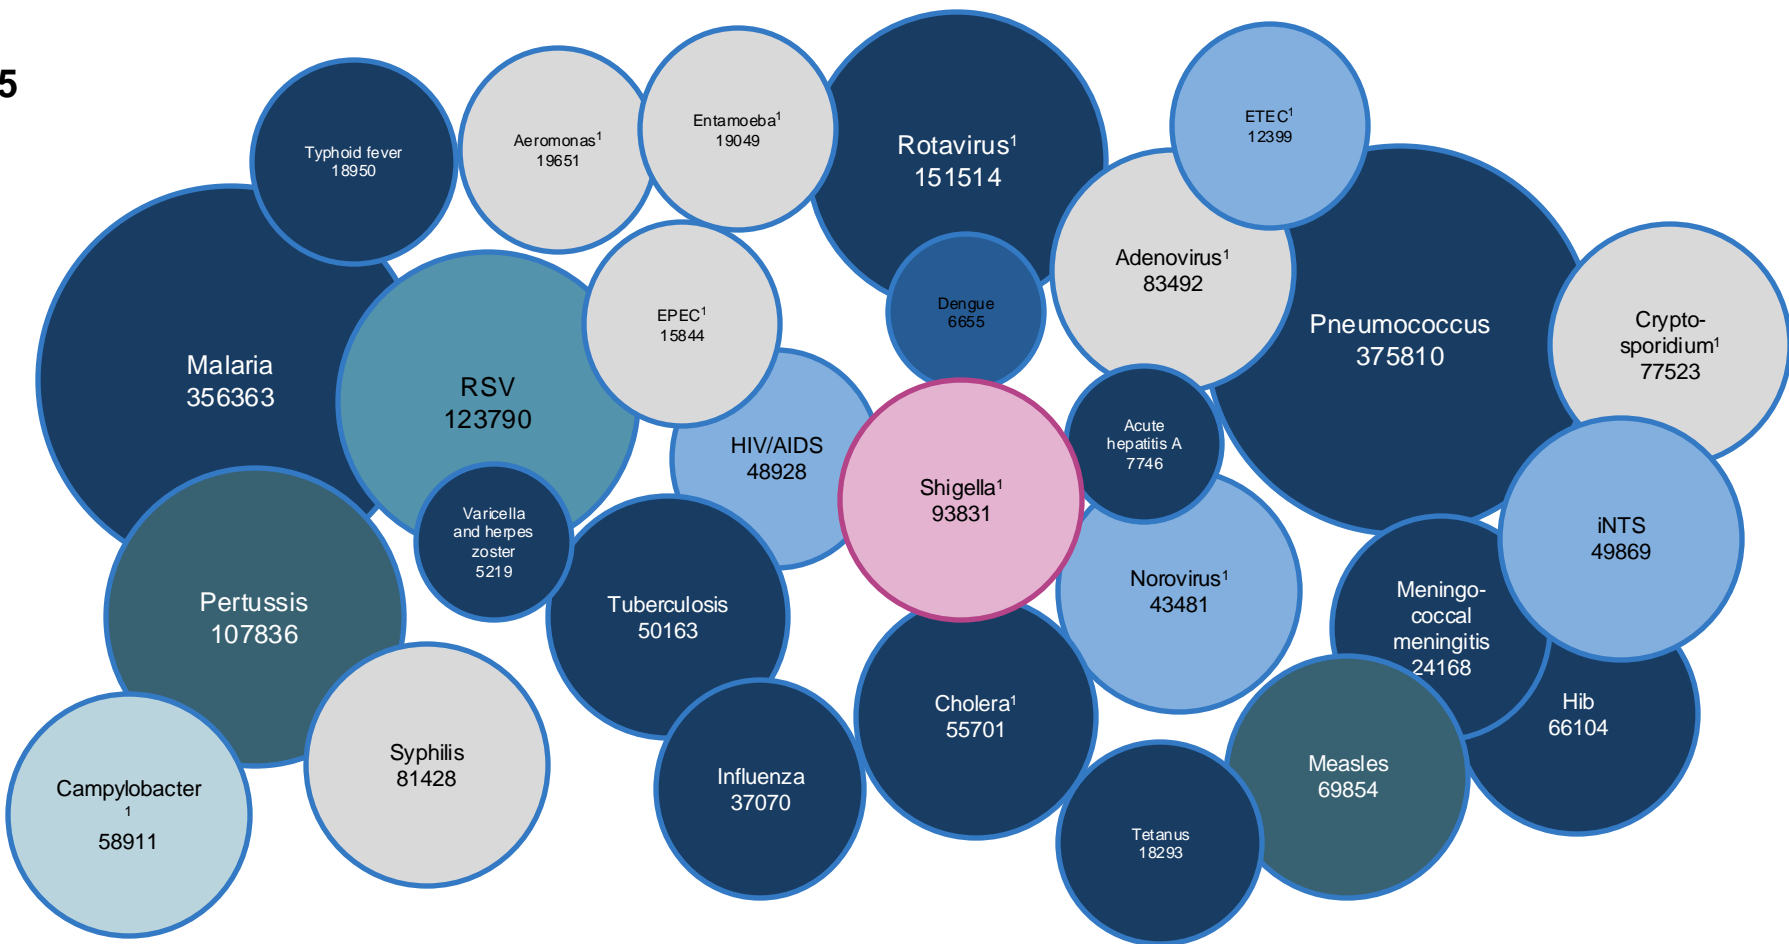 5
Typhoid fever
18950
Aeromonas¹
19651
Entamoeba¹
19049
Rotavirus¹
151514
ETEC¹
12399
Malaria
356363
RSV
123790
EPEC¹
15844
Dengue
6655
Adenovirus¹
83492
Pneumococcus
375810
Crypto-
sporidium¹
77523
HIV/AIDS
48928
Shigella¹
93831
Acute
hepatitis A
7746
iNTS
49869
Varicella
and herpes
zoster
5219
Pertussis
107836
Tuberculosis
50163
Norovirus¹
43481
Meningo-
coccal
meningitis
24168
Hib
66104
Campylobacter
1
58911
Syphilis
81428
Influenza
37070
Cholera¹
55701
Tetanus
18293
Measles
69854